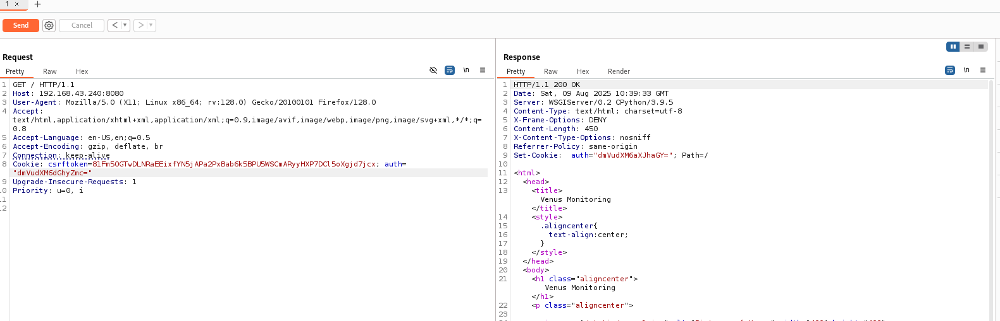 1 × +
Send Cancel < >
Request
Pretty Raw Hex \n
1 GET / HTTP/1.1
2 Host: 192.168.43.240:8080
3 User-Agent: Mozilla/5.0 (X11; Linux x86_64; rv:128.0) Gecko/20100101 Firefox/128.0
4 Accept:
text/html,application/xhtml+xml,application/xml;q=0.9,image/avif,image/webp,image/png,image/svg+xml,*/*;q=
0.8
5 Accept-Language: en-US,en;q=0.5
6 Accept-Encoding: gzip, deflate, br
7 Connection: keep-alive
8 Cookie: csrftoken=81Fm5OGTwDLNRaEEixfYN5jAPa2PxBab6k5BPU5WSCmARyyHXP7DCl5oXgjd7jcx; auth=
"dmVudXM6dGhyZmc="
9 Upgrade-Insecure-Requests: 1
10 Priority: u=0, i
11
12
Response
Pretty Raw Hex Render \n
1 HTTP/1.1 200 OK
2 Date: Sat, 09 Aug 2025 10:39:33 GMT
3 Server: WSGIServer/0.2 CPython/3.9.5
4 Content-Type: text/html; charset=utf-8
5 X-Frame-Options: DENY
6 Content-Length: 450
7 X-Content-Type-Options: nosniff
8 Referrer-Policy: same-origin
9 Set-Cookie:  auth="dmVudXM6aXJhaGY="; Path=/
10
11 <html>
12 <head>
13 <title>
Venus Monitoring
</title>
14 <style>
15 .aligncenter{
16 text-align:center;
17 }
18 </style>
19 </head>
20 <body>
21 <h1 class="aligncenter">
Venus Monitoring
</h1>
22 <p class="aligncenter">
23